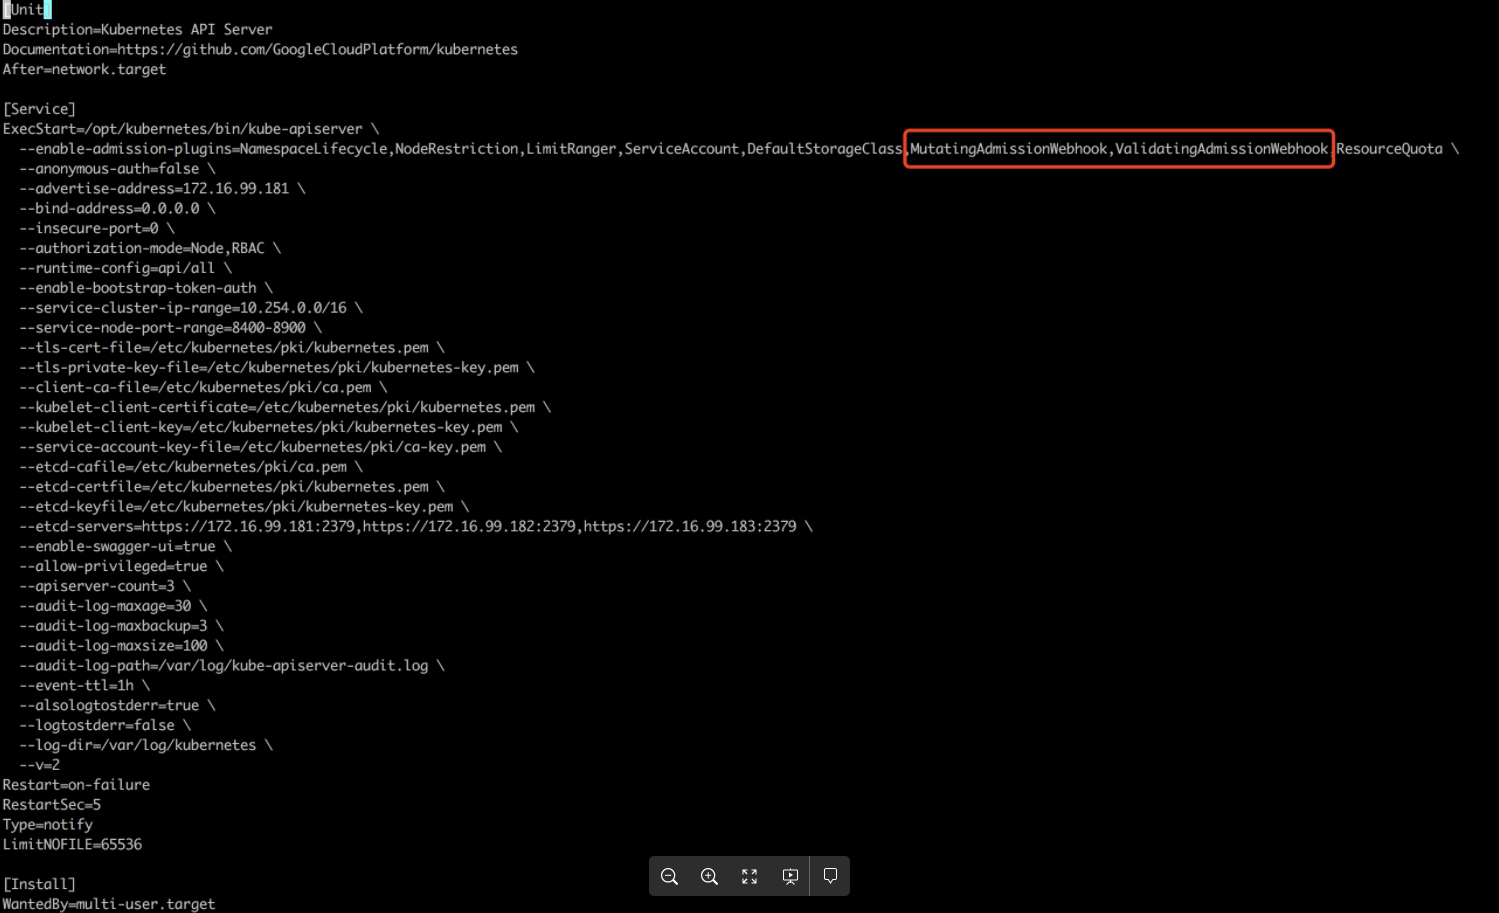 [Unit]
Description=Kubernetes API Server
Documentation=https://github.com/GoogleCloudPlatform/kubernetes
After=network.target
[Service]
ExecStart=/opt/kubernetes/bin/kube-apiserver \
--enable-admission-plugins=NamespaceLifecycle,NodeRestriction,LimitRanger,ServiceAccount,DefaultStorageClass,MutatingAdmissionWebhook,ValidatingAdmissionWebhook,ResourceQuota \
--anonymous-auth=false \
--advertise-address=172.16.99.181 \
--bind-address=0.0.0.0 \
--insecure-port=0 \
--authorization-mode=Node,RBAC \
--runtime-config=api/all \
--enable-bootstrap-token-auth \
--service-cluster-ip-range=10.254.0.0/16 \
--service-node-port-range=8400-8900 \
--tls-cert-file=/etc/kubernetes/pki/kubernetes.pem \
--tls-private-key-file=/etc/kubernetes/pki/kubernetes-key.pem \
--client-ca-file=/etc/kubernetes/pki/ca.pem \
--kubelet-client-certificate=/etc/kubernetes/pki/kubernetes.pem \
--kubelet-client-key=/etc/kubernetes/pki/kubernetes-key.pem \
--service-account-key-file=/etc/kubernetes/pki/ca-key.pem \
--etcd-cafile=/etc/kubernetes/pki/ca.pem \
--etcd-certfile=/etc/kubernetes/pki/kubernetes.pem \
--etcd-keyfile=/etc/kubernetes/pki/kubernetes-key.pem \
--etcd-servers=https://172.16.99.181:2379,https://172.16.99.182:2379,https://172.16.99.183:2379 \
--enable-swagger-ui=true \
--allow-privileged=true \
--apiserver-count=3 \
--audit-log-maxage=30 \
--audit-log-maxbackup=3 \
--audit-log-maxsize=100 \
--audit-log-path=/var/log/kube-apiserver-audit.log \
--event-ttl=1h \
--alsologtostderr=true \
--logtostderr=false \
--log-dir=/var/log/kubernetes \
--v=2
Restart=on-failure
RestartSec=5
Type=notify
LimitNOFILE=65536
[Install]
WantedBy=multi-user.target